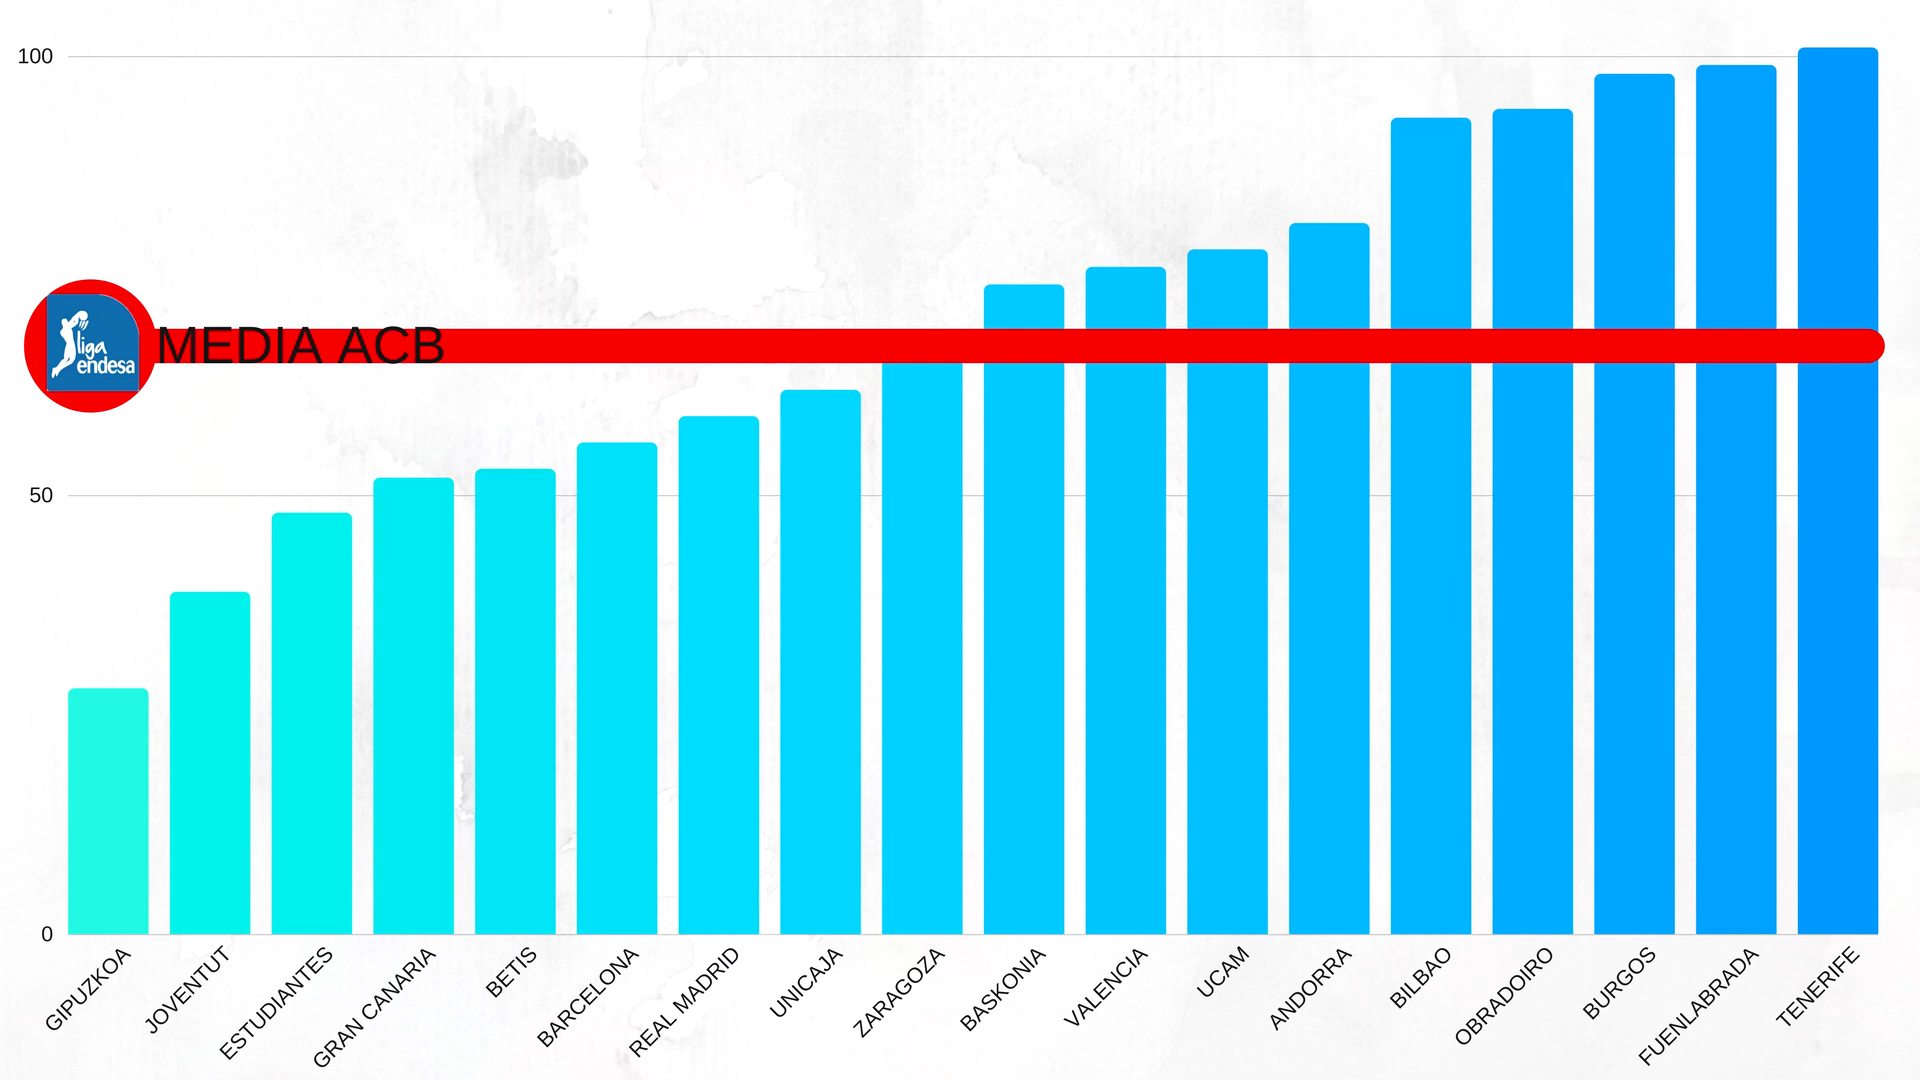 100
liga
endesa
MEDIA ACB
50
0
GIPUZKOA
JOVENTUT
ESTUDIANTES
GRAN CANARIA
BETIS
BARCELONA
REAL MADRID
UNICAJA
ZARAGOZA
BASKONIA
VALENCIA
UCAM
ANDORRA
BILBAO
OBRADOIRO
BURGOS
FUENLABRADA
TENERIFE